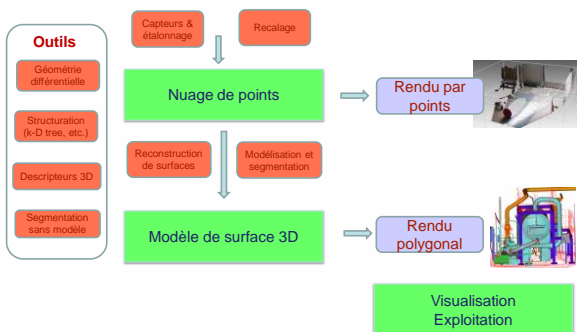 Outils
Géométrie
différentielle
Structuration
(k-D tree, etc.)
Descripteurs 3D
Segmentation
sans modèle
Capteurs &
étalonnage
Recalage
Nuage de points
Rendu par
points
Reconstruction
de surfaces
Modélisation et
segmentation
Modèle de surface 3D
Rendu
polygonal
Visualisation
Exploitation